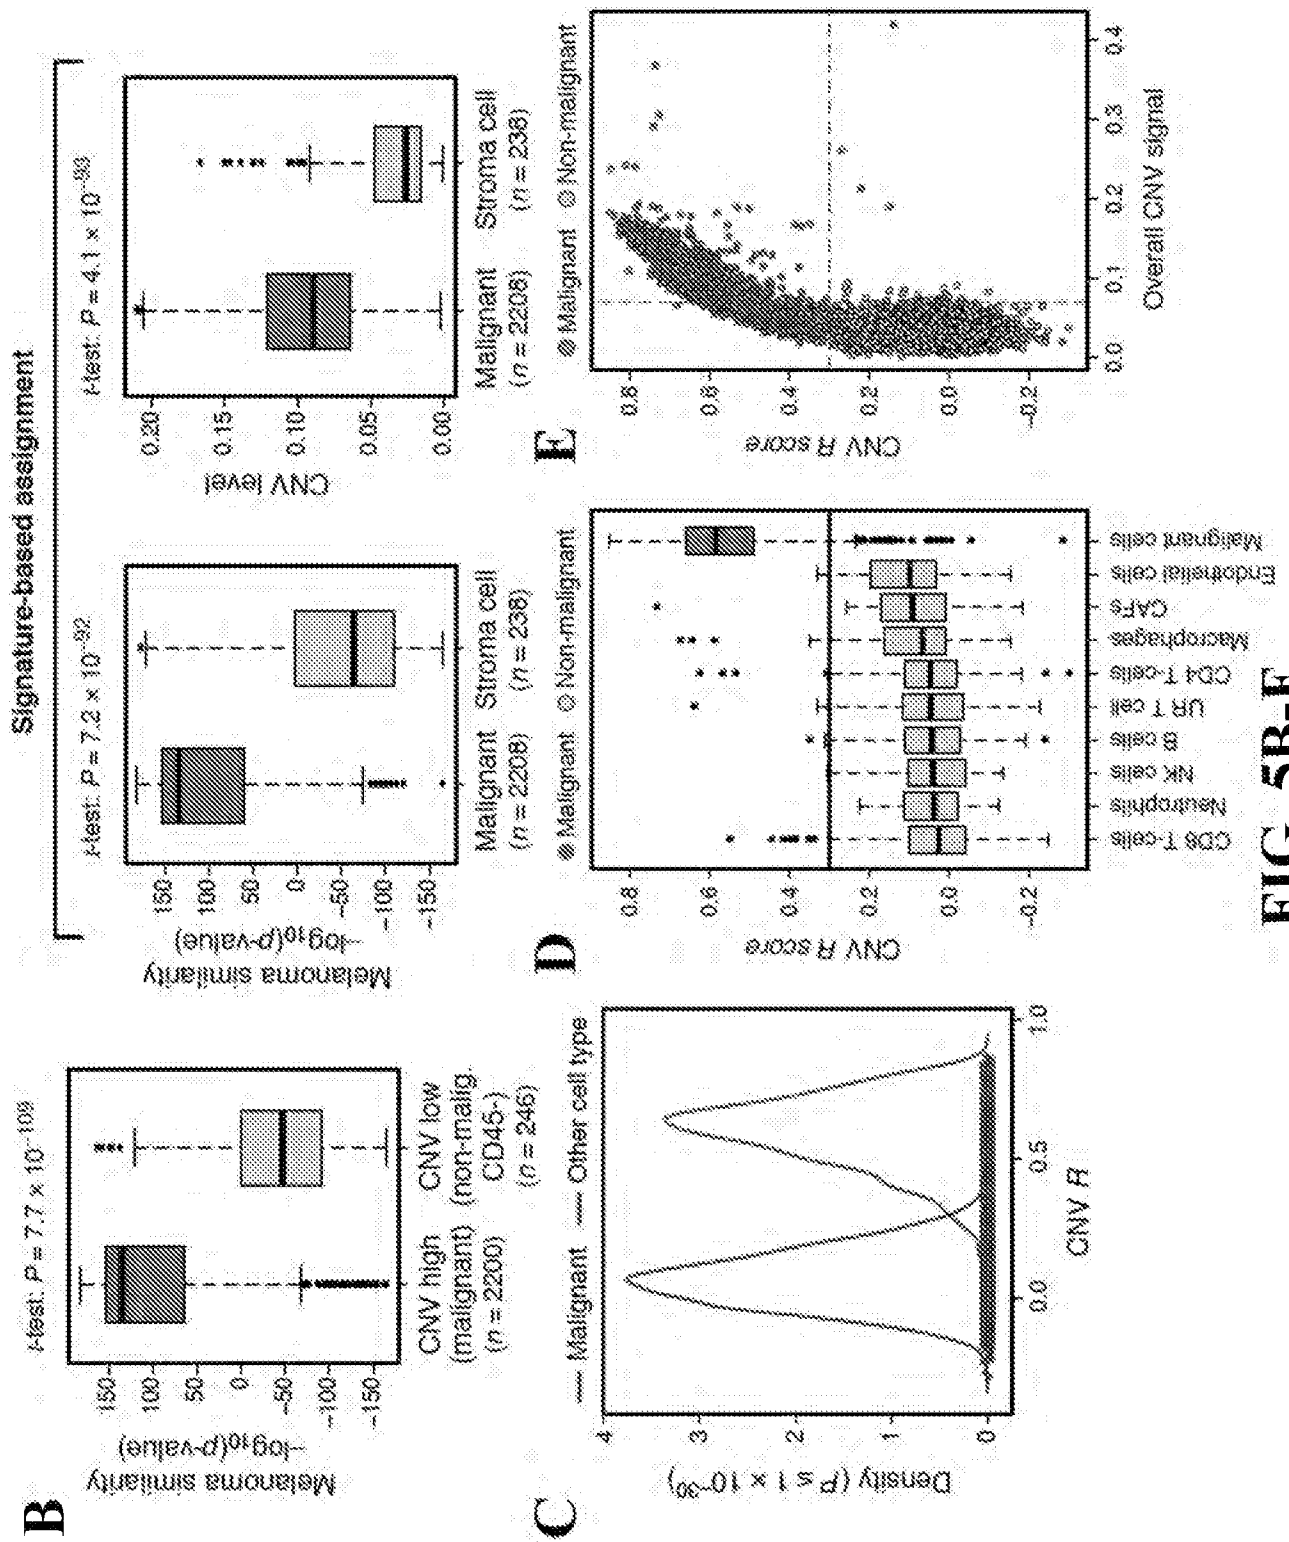 B
t-test: P = 7.7 × 10−109
Melanoma similarity
−log10(p-value)
150
100
50
0
−50
−100
−150
CNV high
(malignant)
(n = 2200)
CNV low
(non-malig.
CD45-)
(n = 246)
Signature-based assignment
t-test: P = 7.2 × 10−92
Melanoma similarity
−log10(p-value)
150
100
50
0
−50
−100
−150
Malignant
(n = 2208)
Stroma cell
(n = 238)
t-test: P = 4.1 × 10−93
CNV level
0.20
0.15
0.10
0.05
0.00
Malignant
(n = 2208)
Stroma cell
(n = 238)
C
Malignant
Other cell type
Density (P ≤ 1 × 10−30)
4
3
2
1
0
0.0
0.5
1.0
CNV R
D
Malignant
Non-malignant
CNV R score
0.8
0.6
0.4
0.2
0.0
−0.2
CD8 T-cells
Neutrophils
NK cells
B cells
UR T cell
CD4 T-cells
Macrophages
CAFs
Endothelial cells
Malignant cells
E
Malignant
Non-malignant
CNV R score
0.8
0.6
0.4
0.2
0.0
−0.2
0.0
0.1
0.2
0.3
0.4
Overall CNV signal
FIG. 5B-F